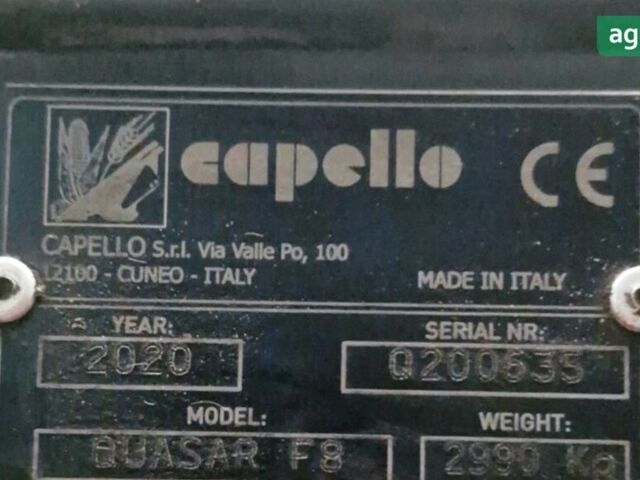 ag
capello CE
CAPELLO S.r.l. Via Valle Po, 100
12100 - CUNEO - ITALY
MADE IN ITALY
YEAR:
2020
SERIAL NR:
Q200635
MODEL:
QUASAR F8
WEIGHT:
2990 Kg